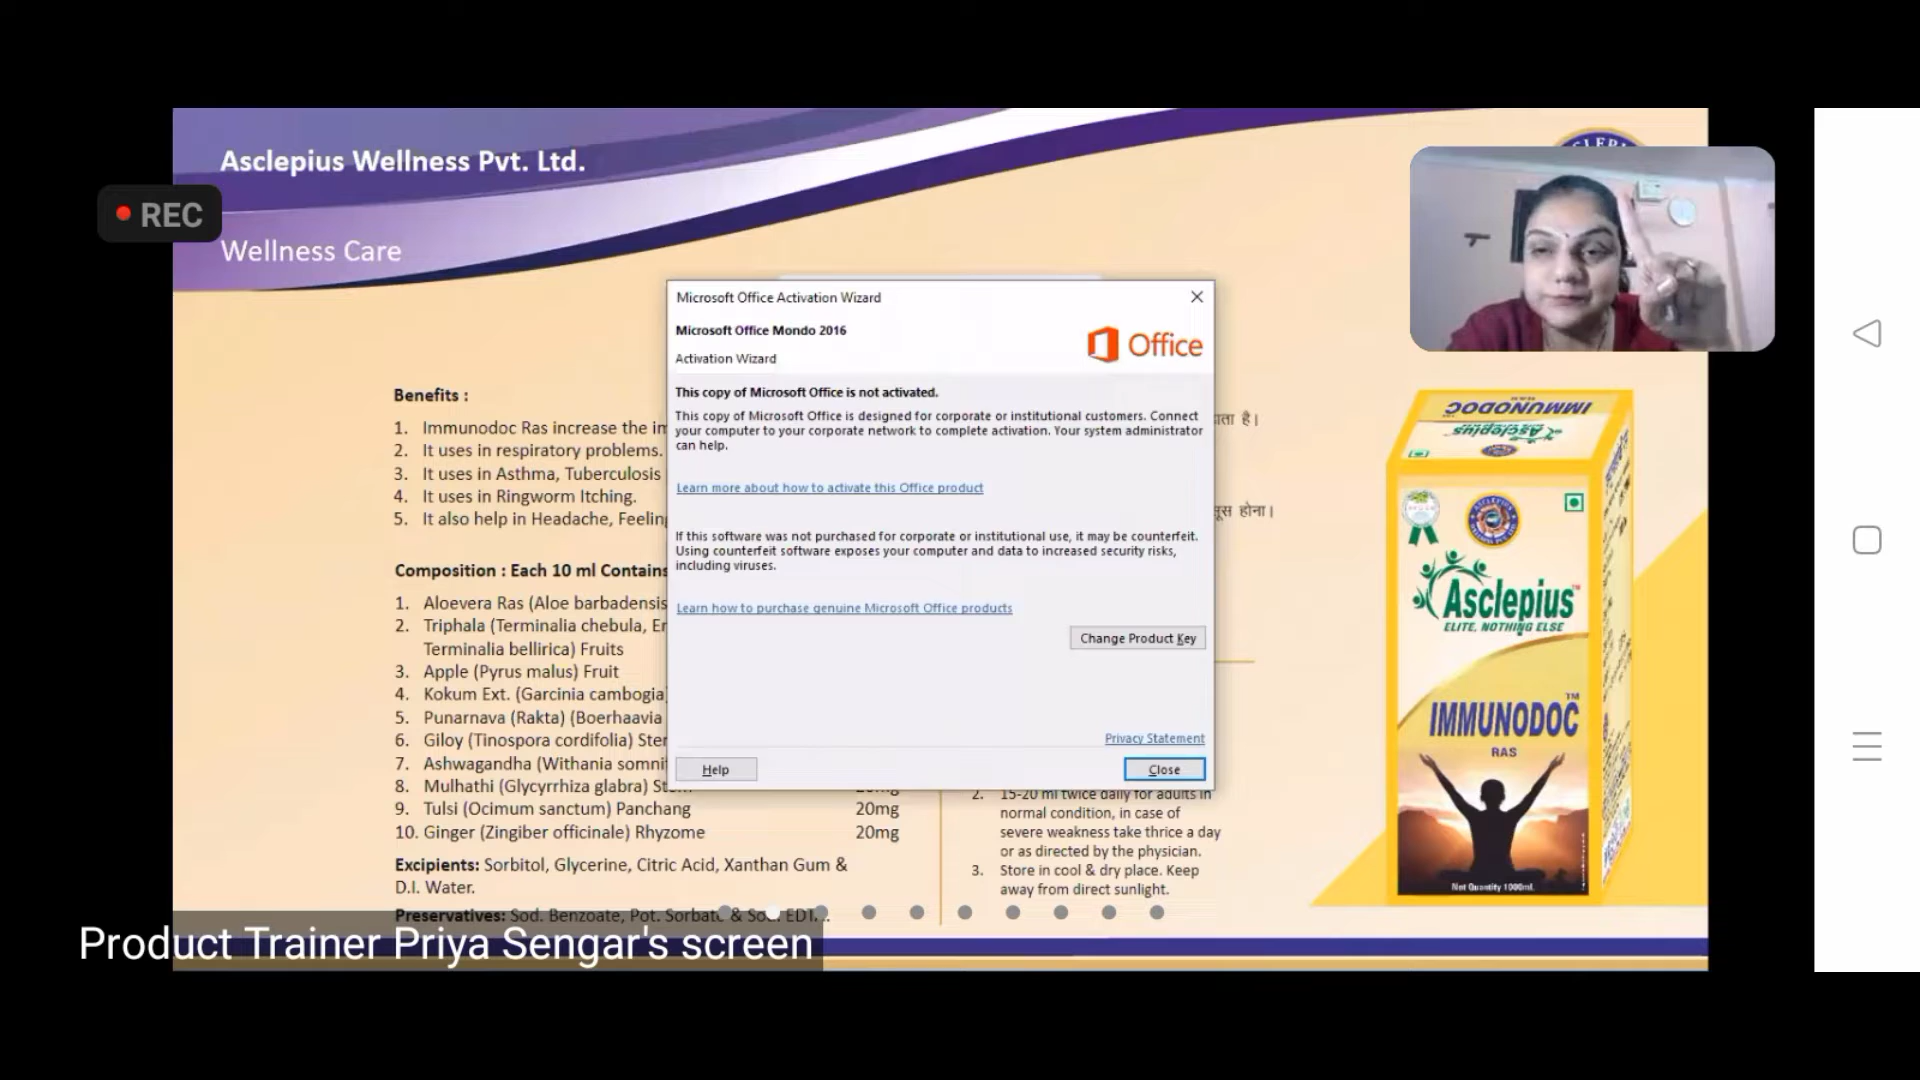 Asclepius Wellness Pvt. Ltd.
REC
Wellness Care
Benefits :
1. Immunodoc Ras increase the
2. It uses in respiratory problems.
3. It uses in Asthma, Tuberculosis
4. It uses in Ringworm Itching.
5. It also help in Headache,
Composition : Each 10 ml Contains
1. Aloevera Ras (Aloe barbadensis
2. Triphala (Terminalia chebula,
Terminalia bellirica) Fruits
3. Apple (Pyrus malus) Fruit
4. Kokum Ext. (Garcinia cambogia
5. Punarnava (Rakta) (Boerhaavia
6. Giloy (Tinospora cordifolia)
7. Ashwagandha (Withania
8. Mulhathi (Glycyrrhiza glabra)
9. Tulsi (Ocimum sanctum) Panchang 20mg
10. Ginger (Zingiber officinale) Rhyzome 20mg
Excipients: Sorbitol, Glycerine, Citric Acid, Xanthan Gum &
D.I. Water.
Preservatives: Sod. Benzoate, Pot. Sorbate & Sod.
Microsoft Office Activation Wizard
Microsoft Office Mondo 2016
Office
Activation Wizard
This copy of Microsoft Office is not activated.
This copy of Microsoft Office is designed for corporate or institutional customers. Connect
your computer to your corporate network to complete activation. Your system administrator
can help.
Learn more about how to activate this Office product
If this software was not purchased for corporate or institutional use, it may be counterfeit.
Using counterfeit software exposes your computer and data to increased security risks,
including viruses.
Learn how to purchase genuine Microsoft Office products
Change Product Key
Privacy Statement
Help
Close
है।
होना।
2. 15-20 ml twice daily for adults in
normal condition, in case of
severe weakness take thrice a day
or as directed by the physician.
3. Store in cool & dry place. Keep
away from direct sunlight.
IMMUNODOC
Asclepius
Asclepius
ELITE, NOTHING ELSE
IMMUNODOC TM
RAS
Net Quantity 1000ml.
Product Trainer Priya Sengar's screen